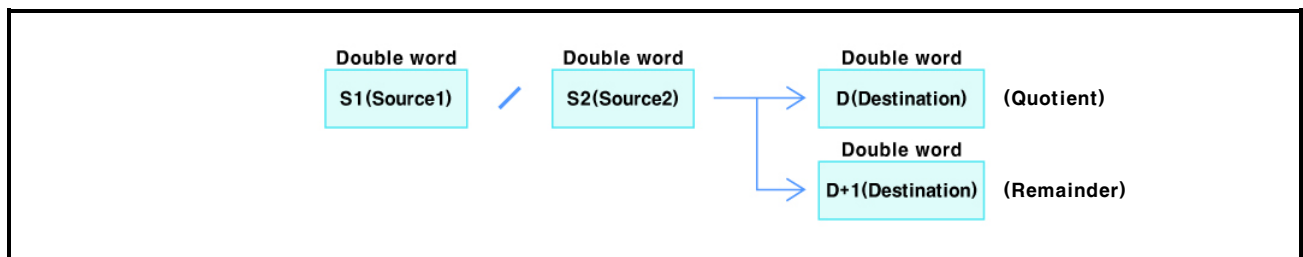 Double word Double word Double word
S1(Source1) / S2(Source2) D(Destination) (Quotient)
Double word
D+1(Destination) (Remainder)